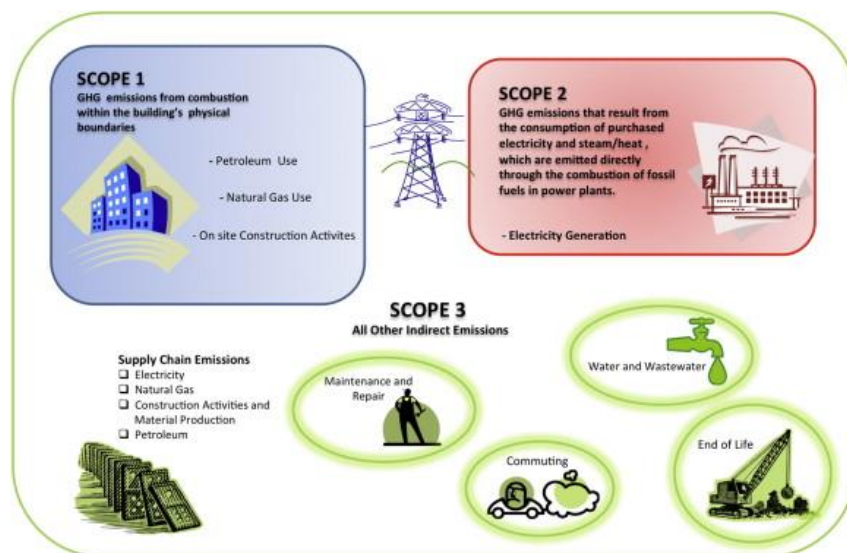 SCOPE 1
GHG emissions from combustion
within the building's physical
boundaries
- Petroleum Use
- Natural Gas Use
- On site Construction Activites
SCOPE 2
GHG emissions that result from
the consumption of purchased
electricity and steam/heat ,
which are emitted directly
through the combustion of fossil
fuels in power plants.
- Electricity Generation
SCOPE 3
All Other Indirect Emissions
Supply Chain Emissions
❑ Electricity
❑ Natural Gas
❑ Construction Activities and
Material Production
❑ Petroleum
Maintenance and
Repair
Water and Wastewater
Commuting
End of Life